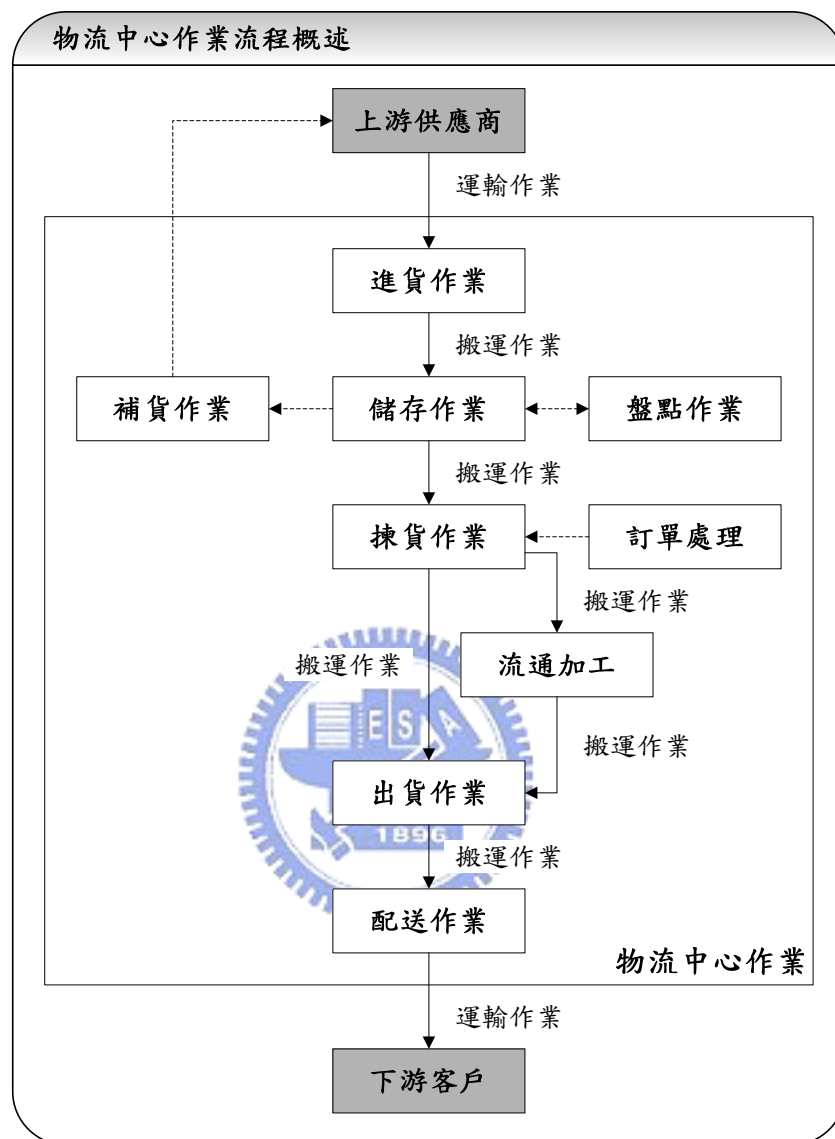 物流中心作業流程概述
上游供應商
運輸作業
進貨作業
搬運作業
補貨作業
儲存作業
盤點作業
搬運作業
揀貨作業
訂單處理
搬運作業
搬運作業
流通加工
ESA
搬運作業
出貨作業
1896
搬運作業
配送作業
物流中心作業
運輸作業
下游客戶